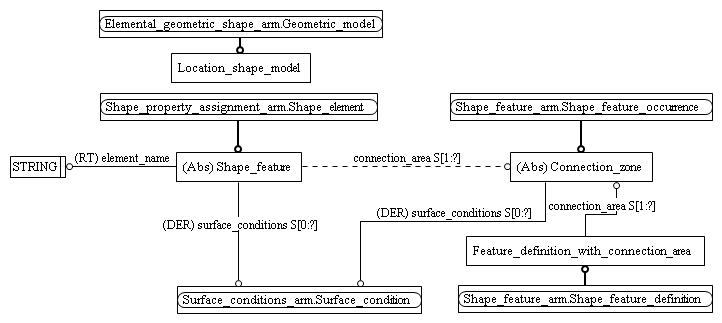 Elemental_geometric_shape_arm.Geometric_model
Location_shape_model
Shape_property_assignment_arm.Shape_element
Shape_feature_arm.Shape_feature_occurrence
STRING
(RT) element_name
(Abs) Shape_feature
connection_area S[1:?]
(Abs) Connection_zone
(DER) surface_conditions S[0:?]
(DER) surface_conditions S[0:?]
connection_area S[1:?]
Feature_definition_with_connection_area
Surface_conditions_arm.Surface_condition
Shape_feature_arm.Shape_feature_definition